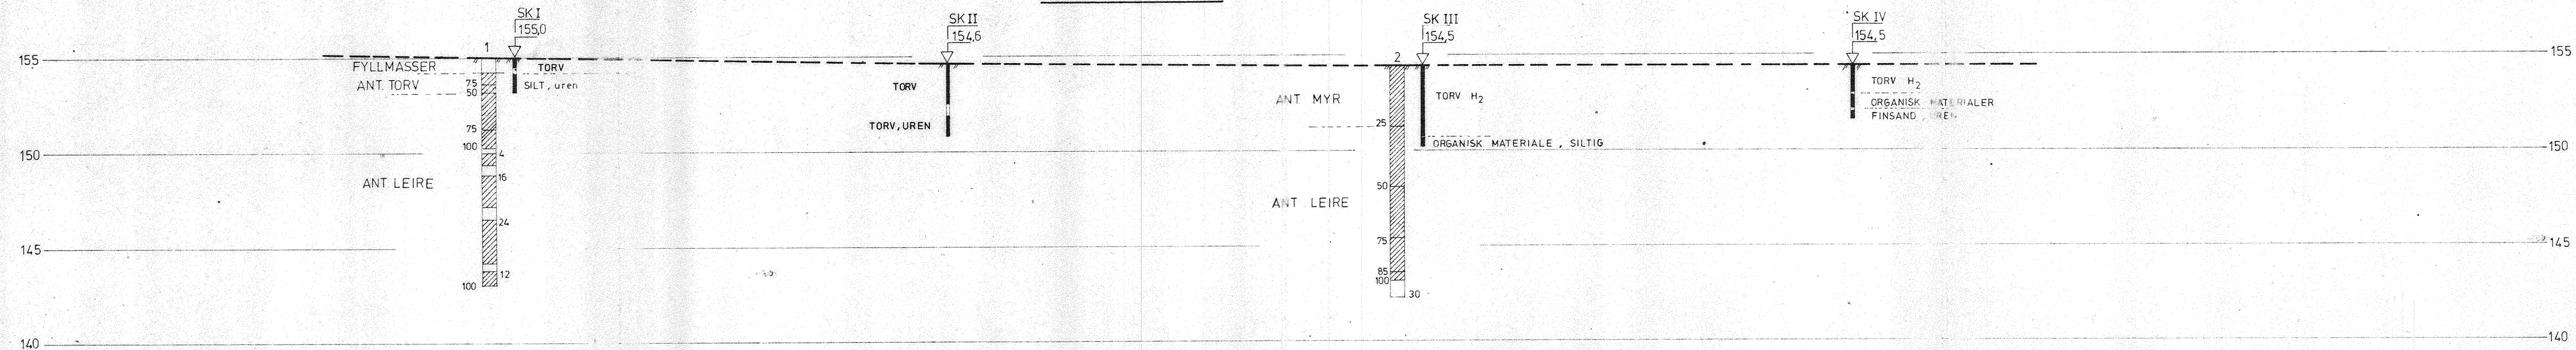 SK I
155,0
SK II
154,6
SK III
154,5
SK IV
154,5
155
1
2
155
FYLLMASSER
ANT. TORV
75
50
TORV
SILT, uren
TORV
TORV, UREN
ANT. MYR
25
TORV H2
ORGANISK MATERIALE, SILTIG
TORV H2
ORGANISK MATERIALER
FINSAND, UREN
75
100
4
16
150
150
ANT. LEIRE
24
50
ANT. LEIRE
75
145
145
12
100
85
100
30
140
140